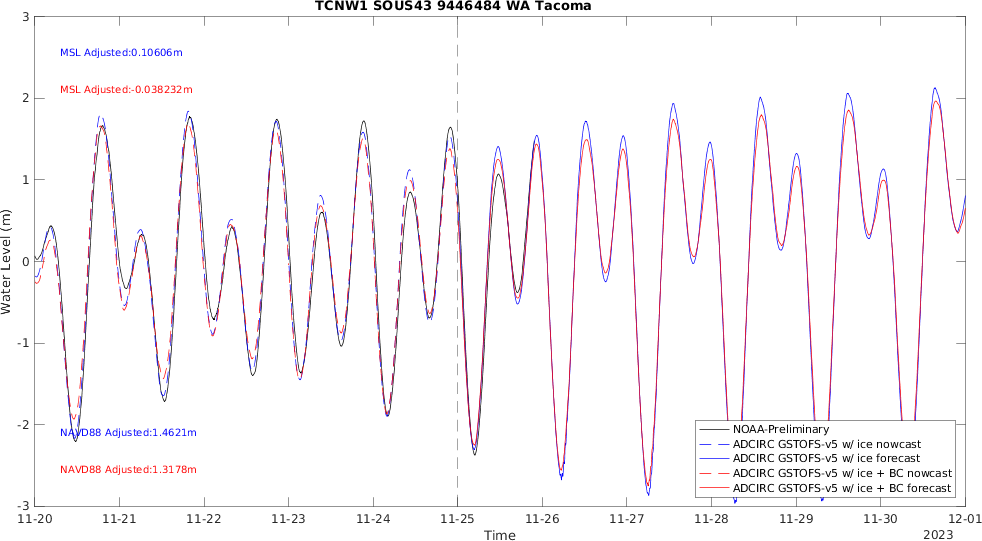 TCNW1 SOUS43 9446484 WA Tacoma
3
2
1
0
-1
-2
-3
Water Level (m)
MSL Adjusted:0.10606m
MSL Adjusted:-0.038232m
NAVD88 Adjusted:1.4621m
NAVD88 Adjusted:1.3178m
NOAA-Preliminary
ADCIRC GSTOFS-v5 w/ ice nowcast
ADCIRC GSTOFS-v5 w/ ice forecast
ADCIRC GSTOFS-v5 w/ ice + BC nowcast
ADCIRC GSTOFS-v5 w/ ice + BC forecast
11-20 11-21 11-22 11-23 11-24 11-25 11-26 11-27 11-28 11-29 11-30 12-01
Time 2023